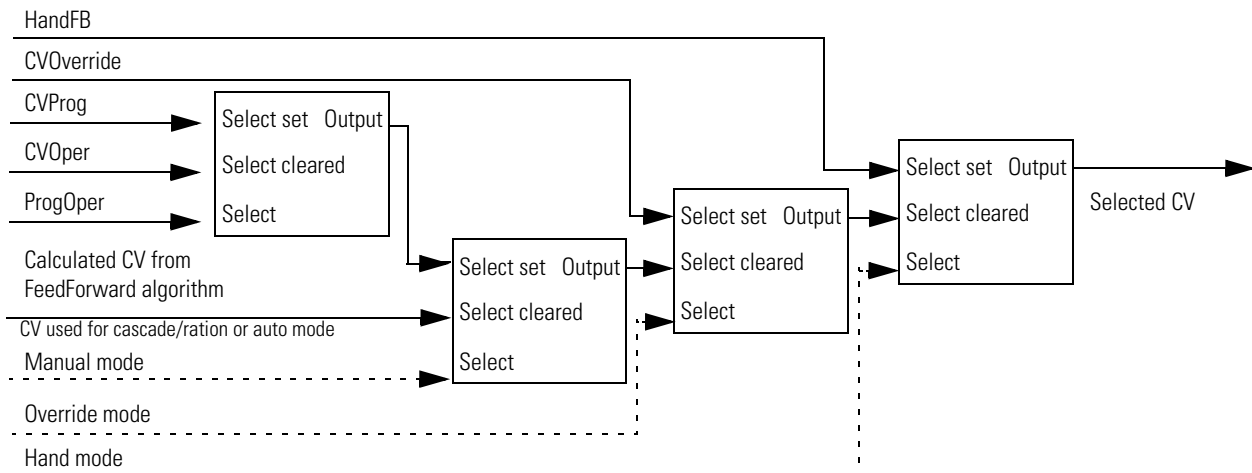 HandFB
CVOverride
CVProg
CVOper
ProgOper
Select set Output
Select cleared
Select
Calculated CV from
FeedForward algorithm
CV used for cascade/ration or auto mode
Manual mode
Override mode
Hand mode
Select set Output
Select cleared
Select
Select set Output
Select cleared
Select
Select set Output
Select cleared
Select
Selected CV